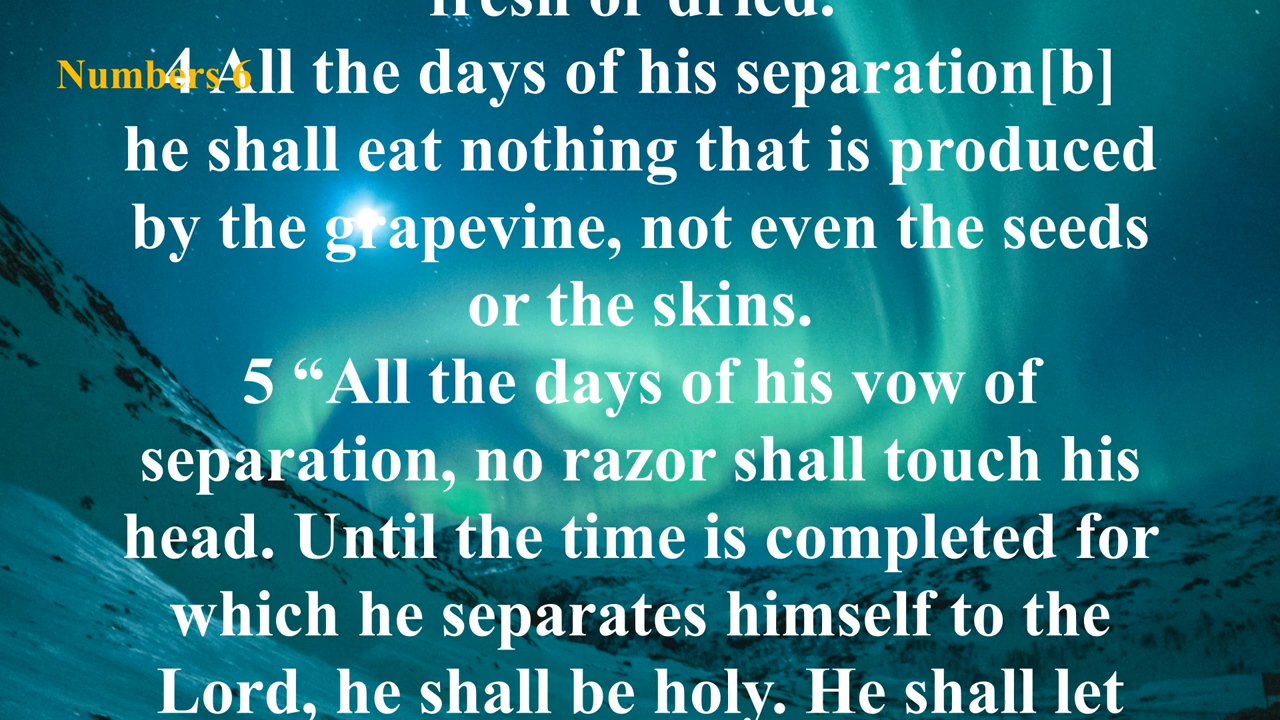 fresh or dried.
Numbers 6
4 All the days of his separation[b]
he shall eat nothing that is produced
by the grapevine, not even the seeds
or the skins.
5 “All the days of his vow of
separation, no razor shall touch his
head. Until the time is completed for
which he separates himself to the
Lord, he shall be holy. He shall let